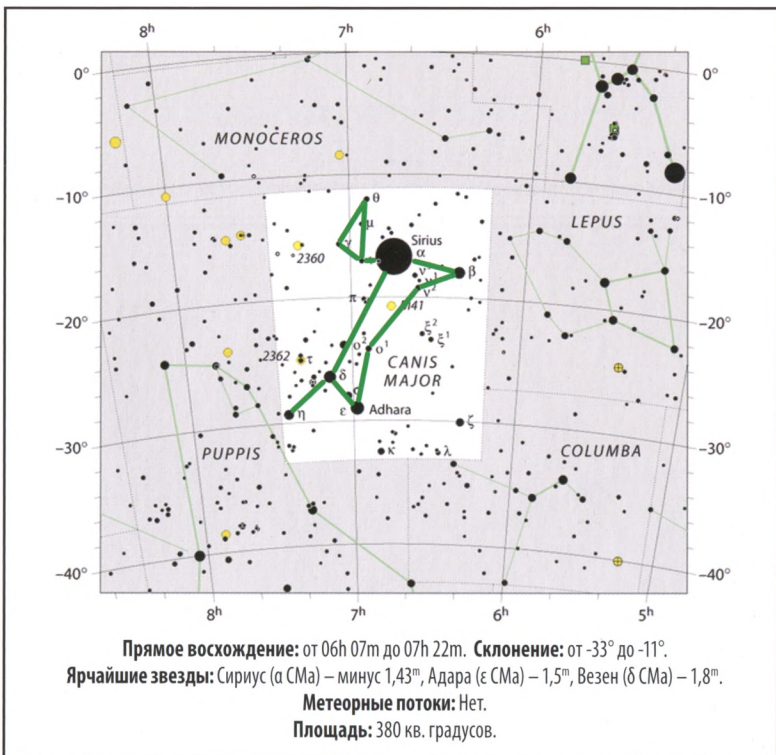 8ʰ 7ʰ 6ʰ
0° 0°
MONOCEROS
−10° −10°
θ
LEPUS
μ
γ Sirius
α
2360 ν β
ν²
π
M41
−20° −20°
ξ²
ξ¹
ο² ο¹
2362 τ
CANIS
MAJOR
δ
ε Adhara
η ζ
−30° −30°
PUPPIS κ λ COLUMBA
−40° −40°
8ʰ 7ʰ 6ʰ 5ʰ
Прямое восхождение: от 06h 07m до 07h 22m. Склонение: от -33° до -11°.
Ярчайшие звезды: Сириус (α CMa) – минус 1,43ᵐ, Адара (ε CMa) – 1,5ᵐ, Везен (δ CMa) – 1,8ᵐ.
Метеорные потоки: Нет.
Площадь: 380 кв. градусов.